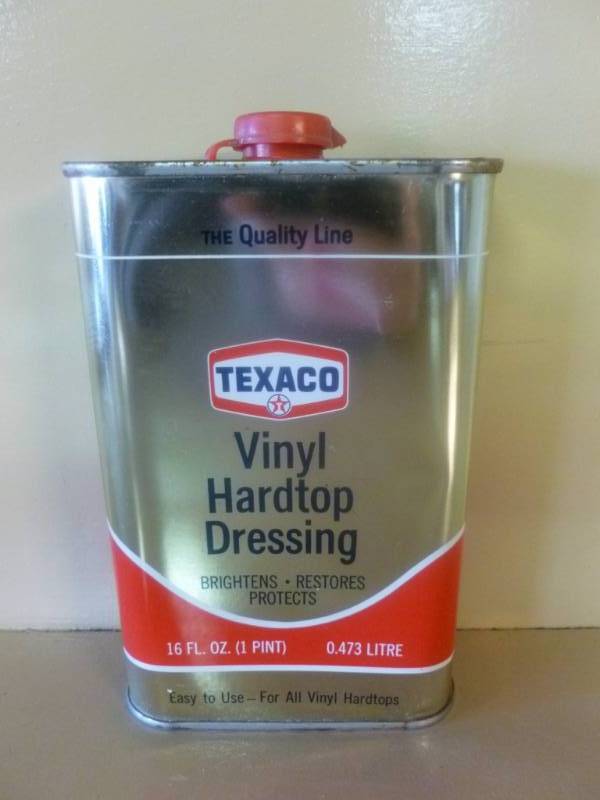 THE Quality Line
TEXACO
Vinyl
Hardtop
Dressing
BRIGHTENS • RESTORES
PROTECTS
16 FL. OZ. (1 PINT) 0.473 LITRE
Easy to Use — For All Vinyl Hardtops